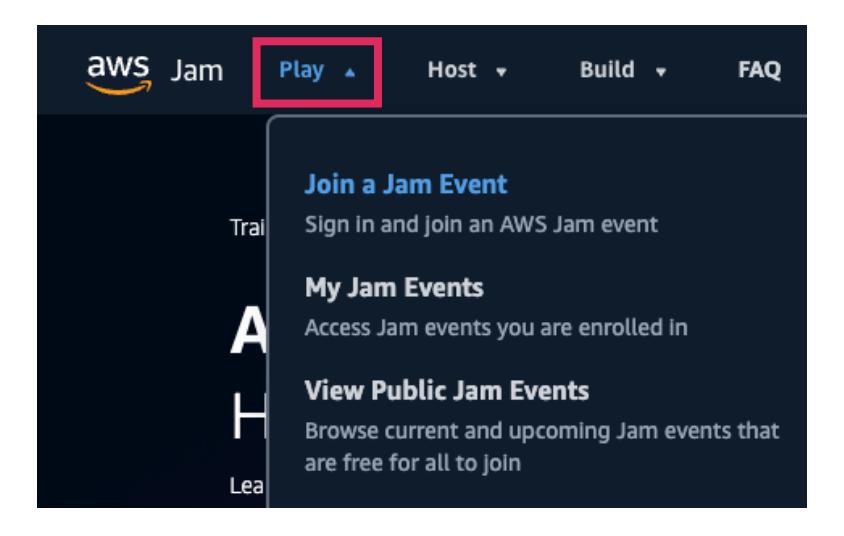 aws Jam Play ▲ Host ▼ Build ▼ FAQ
Join a Jam Event
Trai Sign in and join an AWS Jam event
My Jam Events
A Access Jam events you are enrolled in
View Public Jam Events
H Browse current and upcoming Jam events that
are free for all to join
Lea